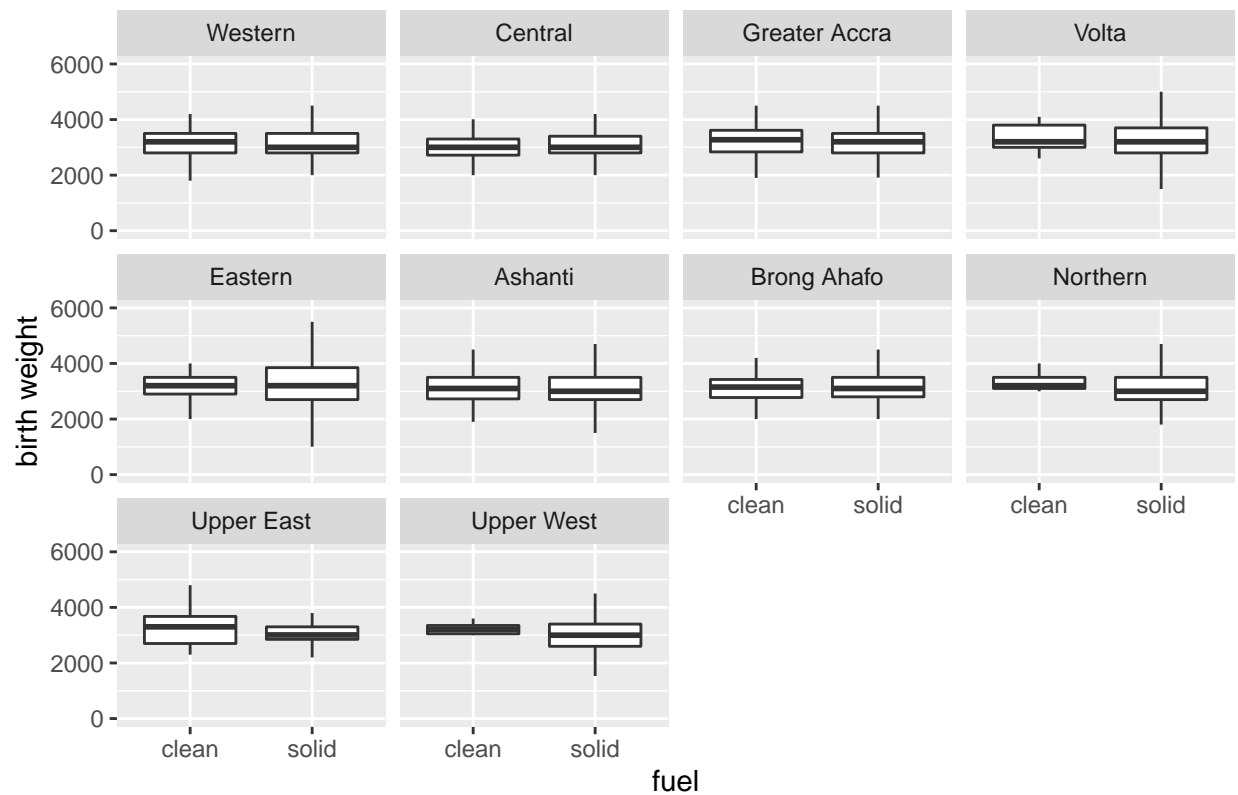 Western Central Greater Accra Volta
6000
4000
2000
0
Eastern Ashanti Brong Ahafo Northern
6000
4000
2000
0
clean solid clean solid
Upper East Upper West
6000
4000
2000
0
clean solid clean solid
fuel
birth weight